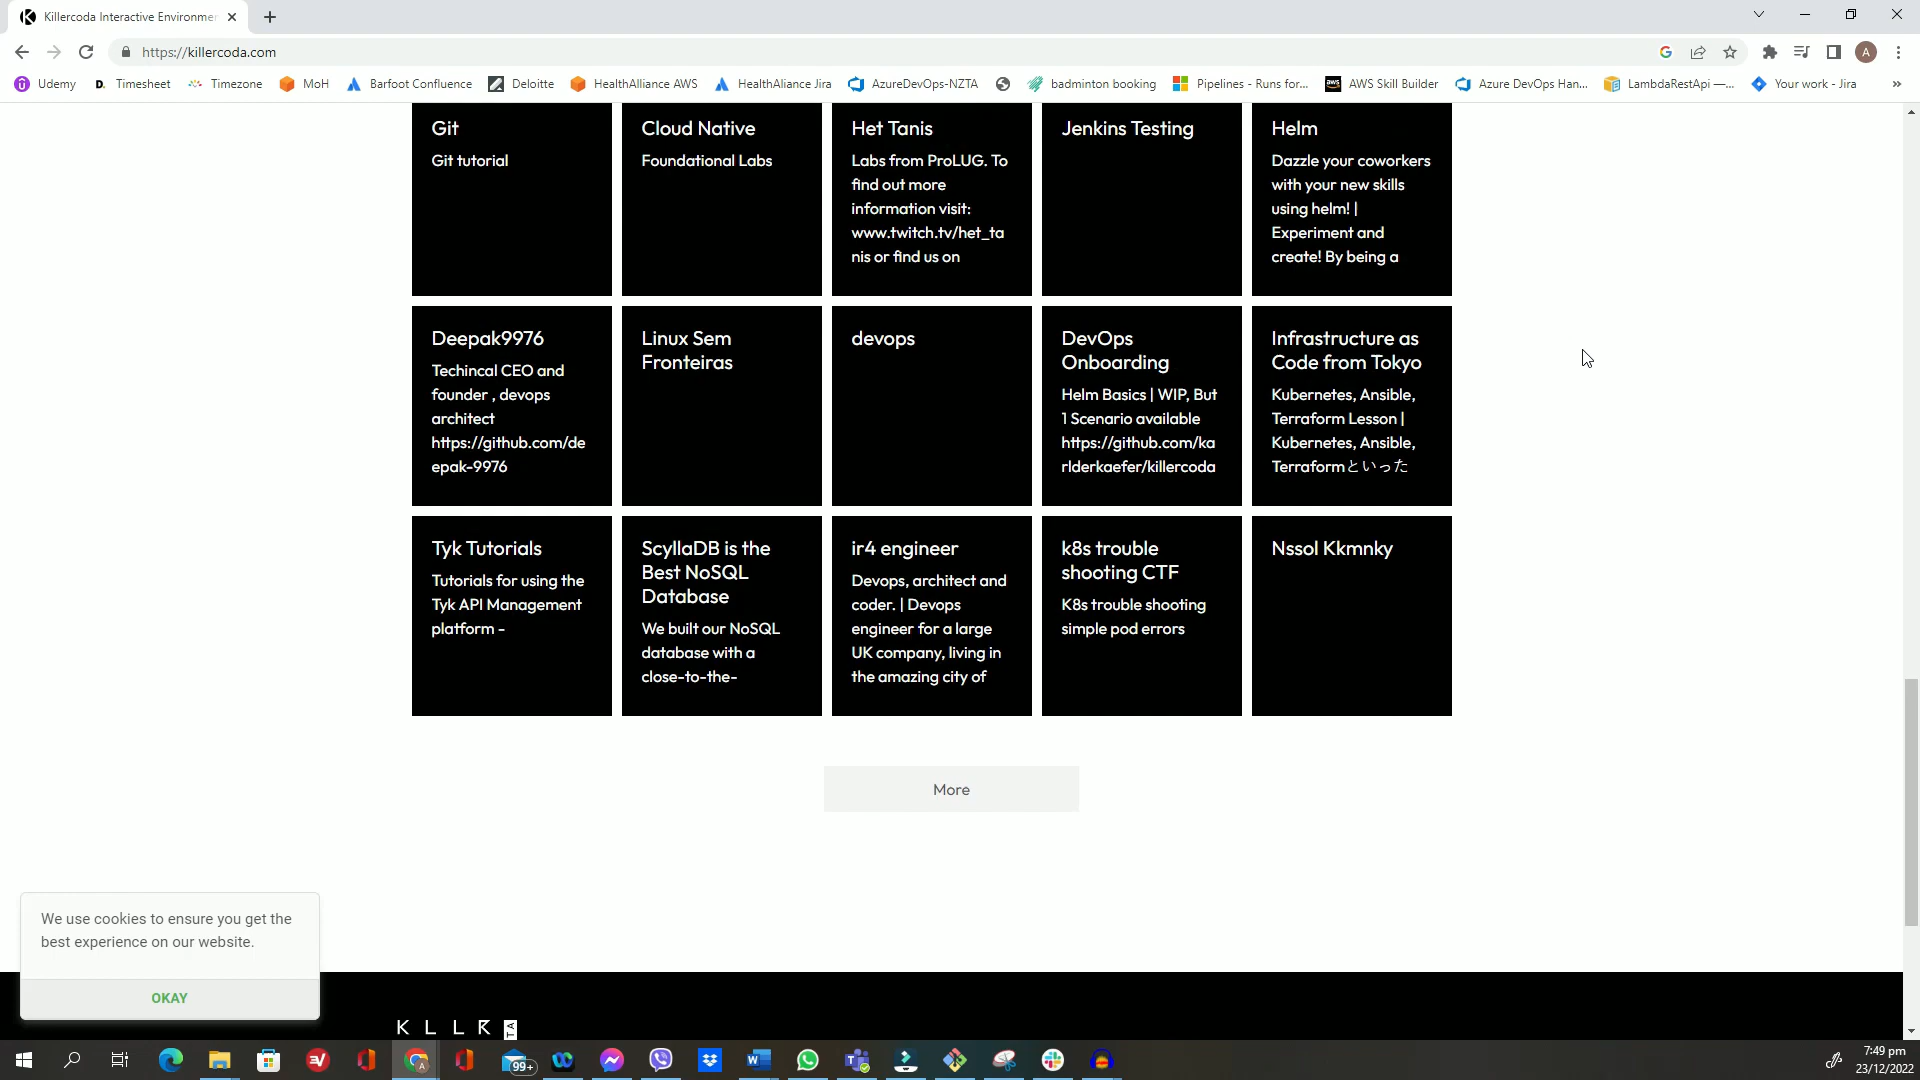 Killercoda Interactive Environmen
https://killercoda.com
A
Udemy
Timesheet
Timezone
MoH
Barfoot Confluence
Deloitte
HealthAlliance AWS
HealthAliance Jira
AzureDevOps-NZTA
badminton booking
Pipelines - Runs for...
AWS Skill Builder
Azure DevOps Han...
LambdaRestApi —...
Your work - Jira
»
Git
Git tutorial
Cloud Native
Foundational Labs
Het Tanis
Labs from ProLUG. To
find out more
information visit:
www.twitch.tv/het_ta
nis or find us on
Jenkins Testing
Helm
Dazzle your coworkers
with your new skills
using helm! |
Experiment and
create! By being a
Deepak9976
Techincal CEO and
founder , devops
architect
https://github.com/de
epak-9976
Linux Sem
Fronteiras
devops
DevOps
Onboarding
Helm Basics | WIP, But
1 Scenario available
https://github.com/ka
rlderkaefer/killercoda
Infrastructure as
Code from Tokyo
Kubernetes, Ansible,
Terraform Lesson |
Kubernetes, Ansible,
Terraformといった
Tyk Tutorials
Tutorials for using the
Tyk API Management
platform -
ScyllaDB is the
Best NoSQL
Database
We built our NoSQL
database with a
close-to-the-
ir4 engineer
Devops, architect and
coder. | Devops
engineer for a large
UK company, living in
the amazing city of
k8s trouble
shooting CTF
K8s trouble shooting
simple pod errors
Nssol Kkmnky
More
We use cookies to ensure you get the
best experience on our website.
OKAY
K L L R
99+
7:49 pm
23/12/2022